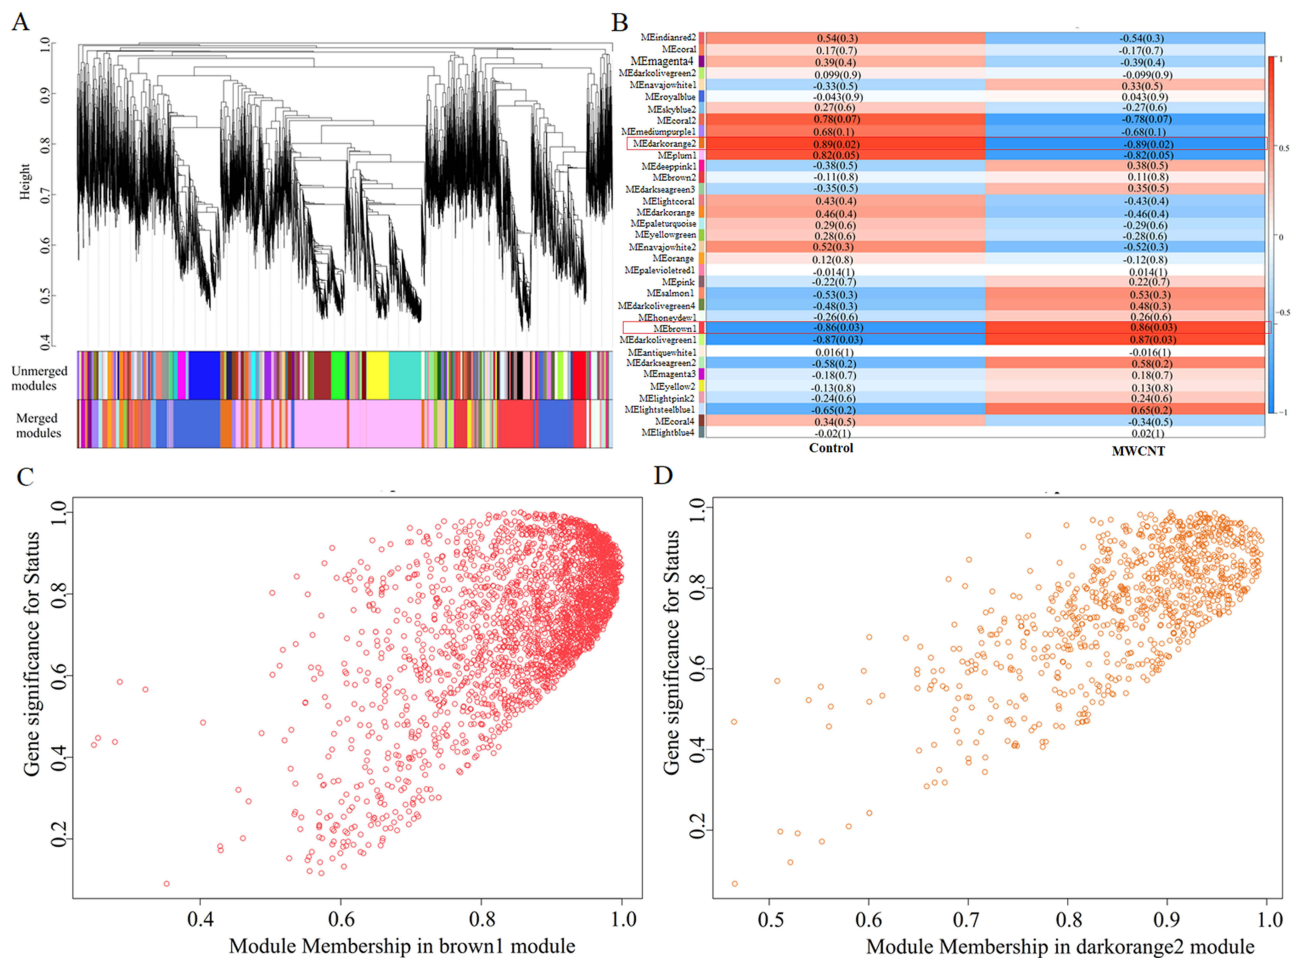 A
B
1.0
0.9
0.8
0.7
0.6
0.5
0.4
Height
Unmerged
modules
Merged
modules
MEindianred2 0.54(0.3) -0.54(0.3)
MEcoral 0.17(0.7) -0.17(0.7)
MEmagenta4 0.39(0.4) -0.39(0.4)
MEdarkolivegreen2 0.099(0.9) -0.099(0.9)
MEnavajowhite1 -0.33(0.5) 0.33(0.5)
MEroyalblue -0.043(0.9) 0.043(0.9)
MEskyblue2 0.27(0.6) -0.27(0.6)
MEcoral2 0.78(0.07) -0.78(0.07)
MEmediumpurple1 0.68(0.1) -0.68(0.1)
MEdarkorange2 0.89(0.02) -0.89(0.02)
MEplum1 0.82(0.05) -0.82(0.05)
MEdeeppink1 -0.38(0.5) 0.38(0.5)
MEbrown2 -0.11(0.8) 0.11(0.8)
MEdarkseagreen3 -0.35(0.5) 0.35(0.5)
MElightcoral 0.43(0.4) -0.43(0.4)
MEdarkorange 0.46(0.4) -0.46(0.4)
MEpaleturquoise 0.29(0.6) -0.29(0.6)
MEyellowgreen 0.28(0.6) -0.28(0.6)
MEnavajowhite2 0.52(0.3) -0.52(0.3)
MEorange 0.12(0.8) -0.12(0.8)
MEpalevioletred1 -0.014(1) 0.014(1)
MEpink -0.22(0.7) 0.22(0.7)
MEsalmon1 -0.53(0.3) 0.53(0.3)
MEdarkolivegreen4 -0.48(0.3) 0.48(0.3)
MEhoneydew1 -0.26(0.6) 0.26(0.6)
MEbrown1 -0.86(0.03) 0.86(0.03)
MEdarkolivegreen1 -0.87(0.03) 0.87(0.03)
MEantiquewhite1 0.016(1) -0.016(1)
MEdarkseagreen2 -0.58(0.2) 0.58(0.2)
MEmagenta3 -0.18(0.7) 0.18(0.7)
MEyellow2 -0.13(0.8) 0.13(0.8)
MElightpink2 -0.24(0.6) 0.24(0.6)
MElightsteelblue1 -0.65(0.2) 0.65(0.2)
MEcoral4 0.34(0.5) -0.34(0.5)
MElightblue4 -0.02(1) 0.02(1)
Control MWCNT
1
0.5
0
-0.5
-1
C
1.0
0.8
0.6
0.4
0.2
Gene significance for Status
0.4 0.6 0.8 1.0
Module Membership in brown1 module
D
1.0
0.8
0.6
0.4
0.2
Gene significance for Status
0.5 0.6 0.7 0.8 0.9 1.0
Module Membership in darkorange2 module